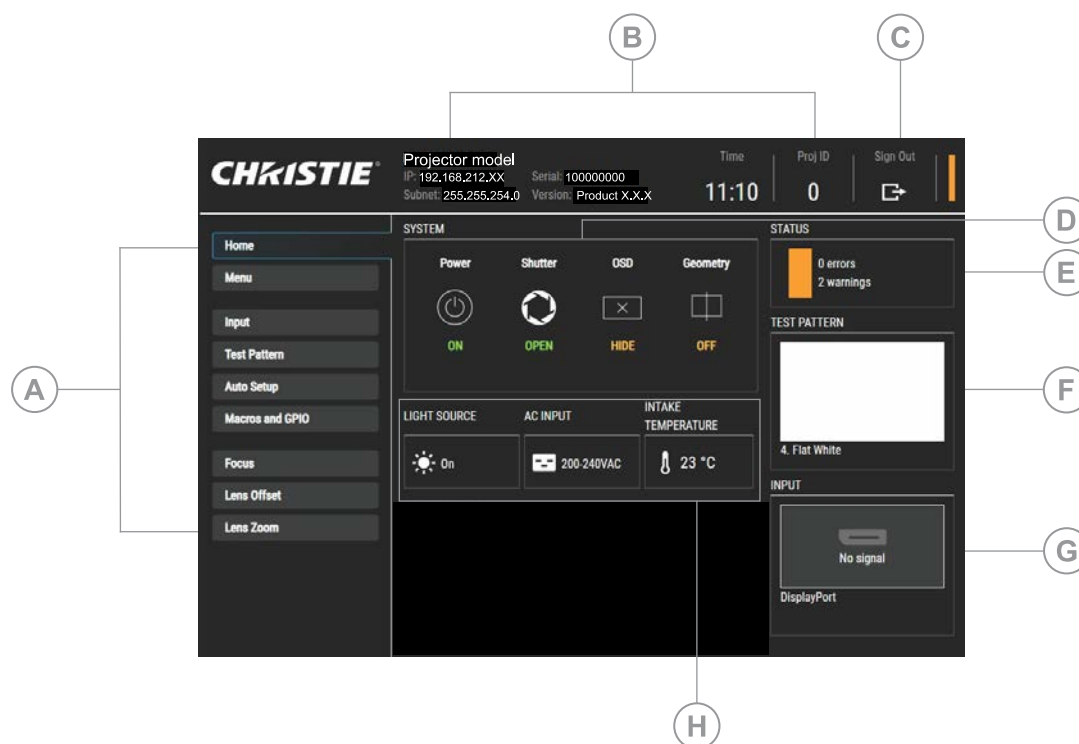 B
C
CHRISTIE
Projector model
IP: 192.168.212.XX
Serial: 100000000
Subnet: 255.255.254.0
Version: Product X.X.X
Time
11:10
Proj ID
0
Sign Out
A
Home
Menu
Input
Test Pattern
Auto Setup
Macros and GPIO
Focus
Lens Offset
Lens Zoom
SYSTEM
Power
Shutter
OSD
Geometry
ON
OPEN
HIDE
OFF
LIGHT SOURCE
On
AC INPUT
200-240VAC
INTAKE
TEMPERATURE
23 °C
D
STATUS
0 errors
2 warnings
E
TEST PATTERN
4. Flat White
F
INPUT
No signal
DisplayPort
G
H